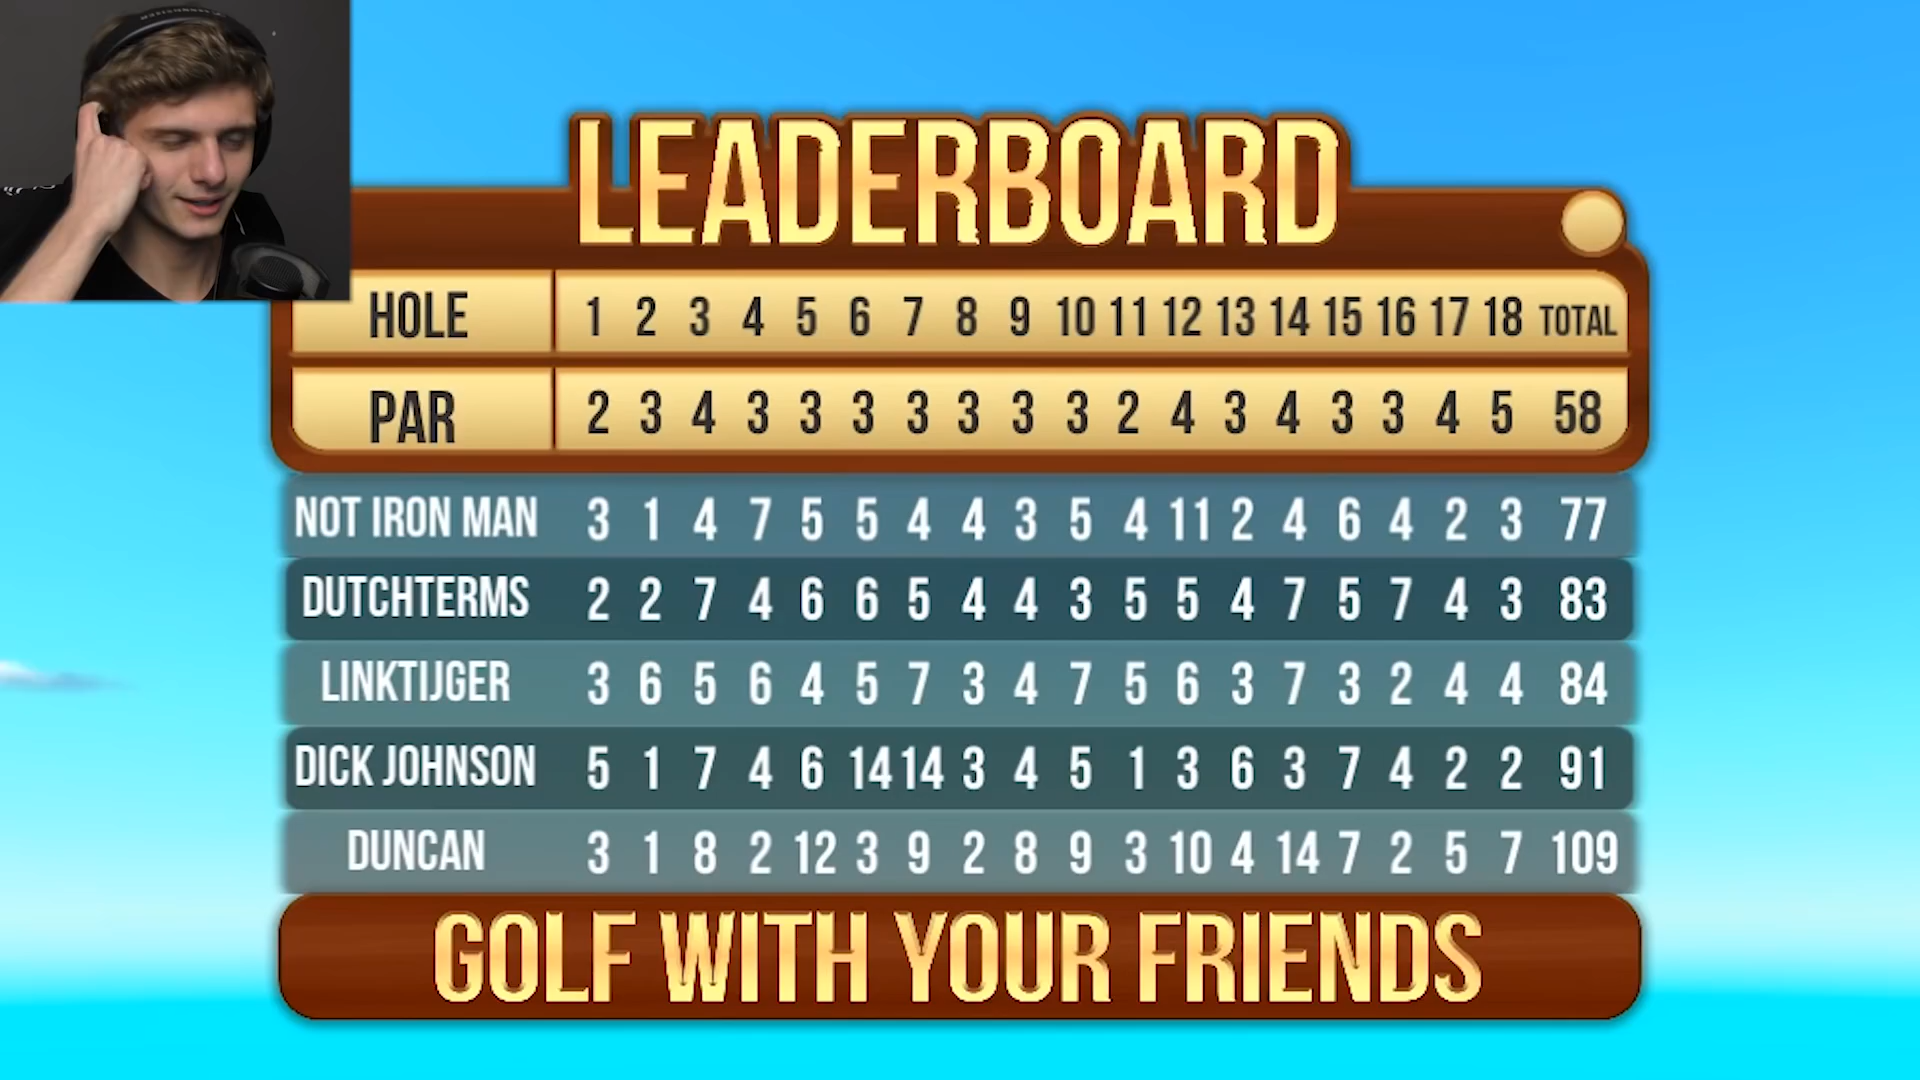 LEADERBOARD
HOLE 1 2 3 4 5 6 7 8 9 10 11 12 13 14 15 16 17 18 TOTAL
PAR 2 3 4 3 3 3 3 3 3 3 2 4 3 4 3 3 4 5 58
NOT IRON MAN 3 1 4 7 5 5 4 4 3 5 4 11 2 4 6 4 2 3 77
DUTCHTERMS 2 2 7 4 6 6 5 4 4 3 5 5 4 7 5 7 4 3 83
LINKTIJGER 3 6 5 6 4 5 7 3 4 7 5 6 3 7 3 2 4 4 84
DICK JOHNSON 5 1 7 4 6 14 14 3 4 5 1 3 6 3 7 4 2 2 91
DUNCAN 3 1 8 2 12 3 9 2 8 9 3 10 4 14 7 2 5 7 109
GOLF WITH YOUR FRIENDS